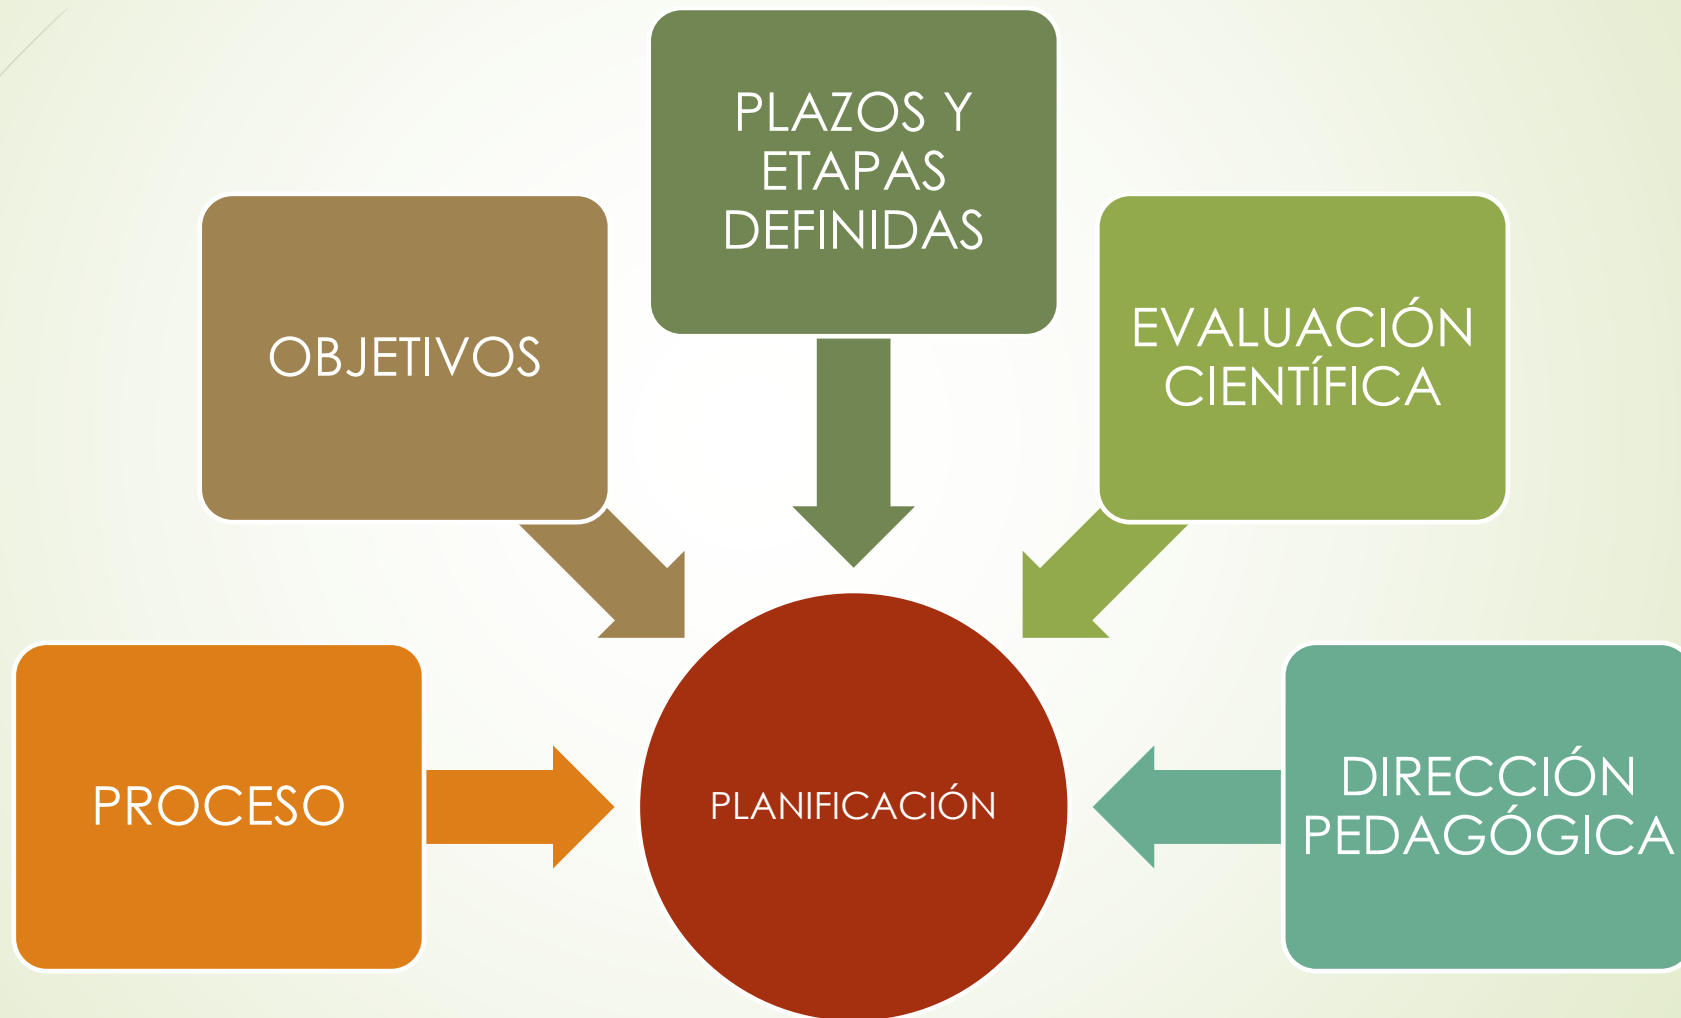 PLAZOS Y
ETAPAS
DEFINIDAS
OBJETIVOS
EVALUACIÓN
CIENTÍFICA
PROCESO
PLANIFICACIÓN
DIRECCIÓN
PEDAGÓGICA